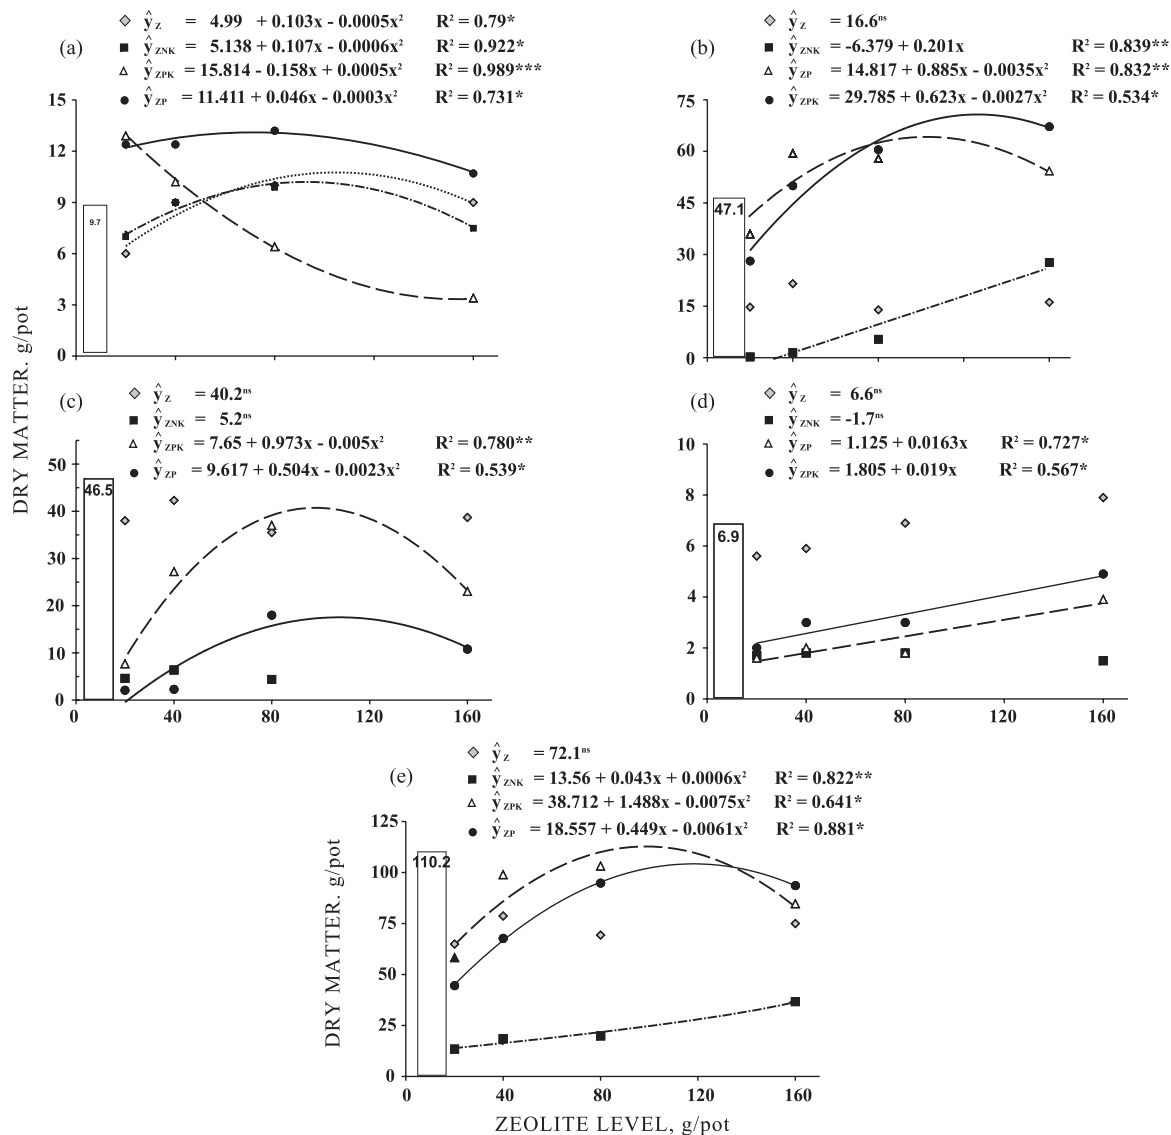 (a)
ŷZ = 4.99 + 0.103x - 0.0005x² R² = 0.79*
ŷZNK = 5.138 + 0.107x - 0.0006x² R² = 0.922*
ŷZPK = 15.814 - 0.158x + 0.0005x² R² = 0.989***
ŷZP = 11.411 + 0.046x - 0.0003x² R² = 0.731*
15
12
9
6
3
0
9.7
(b)
ŷZ = 16.6ns
ŷZNK = -6.379 + 0.201x R² = 0.839**
ŷZP = 14.817 + 0.885x - 0.0035x² R² = 0.832**
ŷZPK = 29.785 + 0.623x - 0.0027x² R² = 0.534*
75
60
45
30
15
0
47.1
DRY MATTER. g/pot
(c)
ŷZ = 40.2ns
ŷZNK = 5.2ns
ŷZPK = 7.65 + 0.973x - 0.005x² R² = 0.780**
ŷZP = 9.617 + 0.504x - 0.0023x² R² = 0.539*
50
40
30
20
10
0
46.5
0 40 80 120 160
(d)
ŷZ = 6.6ns
ŷZNK = -1.7ns
ŷZP = 1.125 + 0.0163x R² = 0.727*
ŷZPK = 1.805 + 0.019x R² = 0.567*
10
8
6
4
2
0
6.9
0 40 80 120 160
(e)
ŷZ = 72.1ns
ŷZNK = 13.56 + 0.043x + 0.0006x² R² = 0.822**
ŷZPK = 38.712 + 1.488x - 0.0075x² R² = 0.641*
ŷZP = 18.557 + 0.449x - 0.0061x² R² = 0.881*
125
100
75
50
25
0
110.2
DRY MATTER. g/pot
0 40 80 120 160
ZEOLITE LEVEL, g/pot